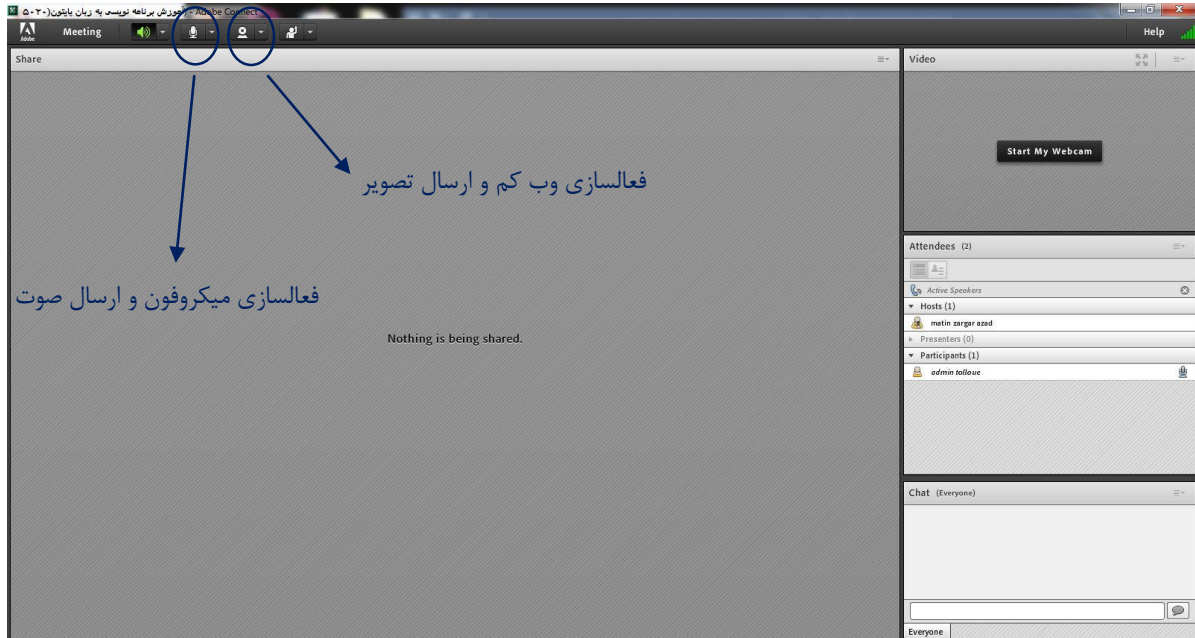 آموزش برنامه نویسی به زبان پایتون(۵۰۲۰۰ - Adobe Connect
Adobe
Meeting
Help
Share
Video
Start My Webcam
فعالسازی وب کم و ارسال تصویر
Attendees (2)
Active Speakers
فعالسازی میکروفون و ارسال صوت
Hosts (1)
matin zargar azad
Nothing is being shared.
Presenters (0)
Participants (1)
admin tolloue
Chat (Everyone)
Everyone